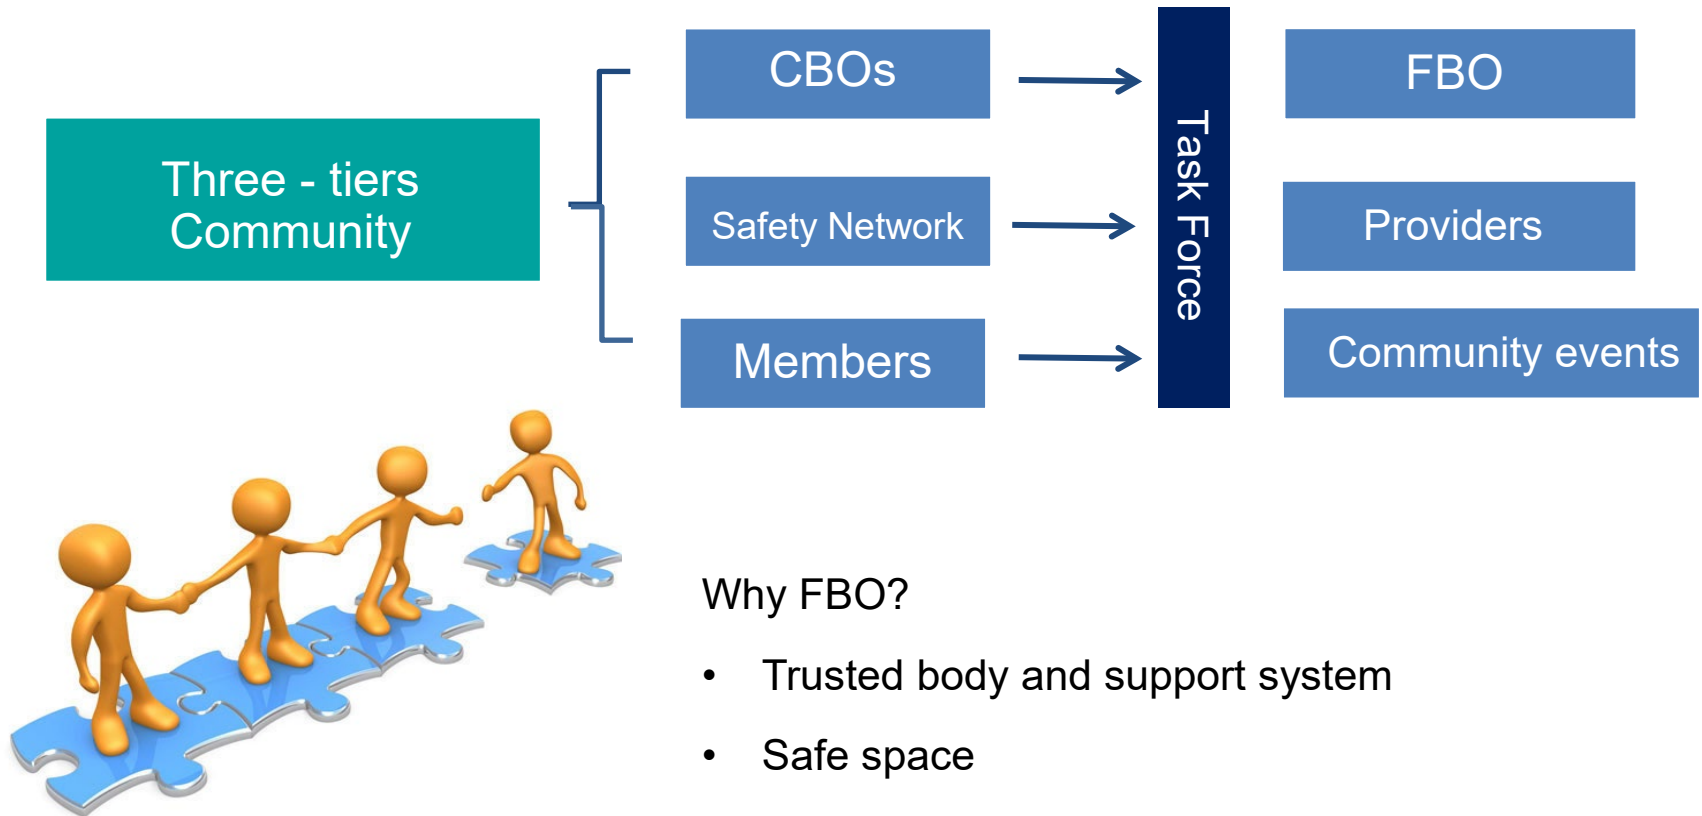 Three - tiers
Community
CBOs
Safety Network
Members
Task Force
FBO
Providers
Community events
Why FBO?
• Trusted body and support system
• Safe space